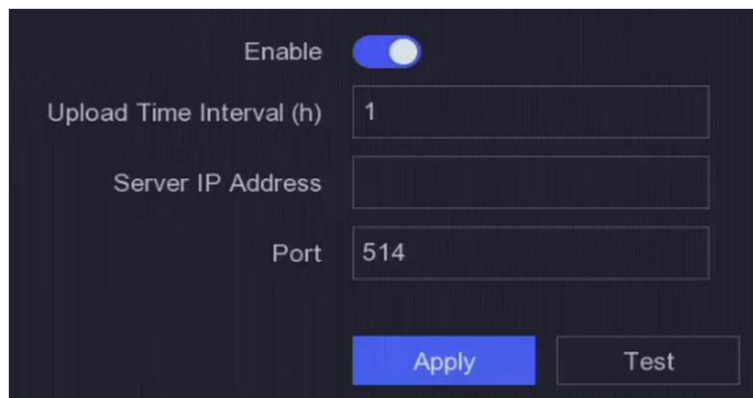 Enable
Upload Time Interval (h) 1
Server IP Address
Port 514
Apply Test